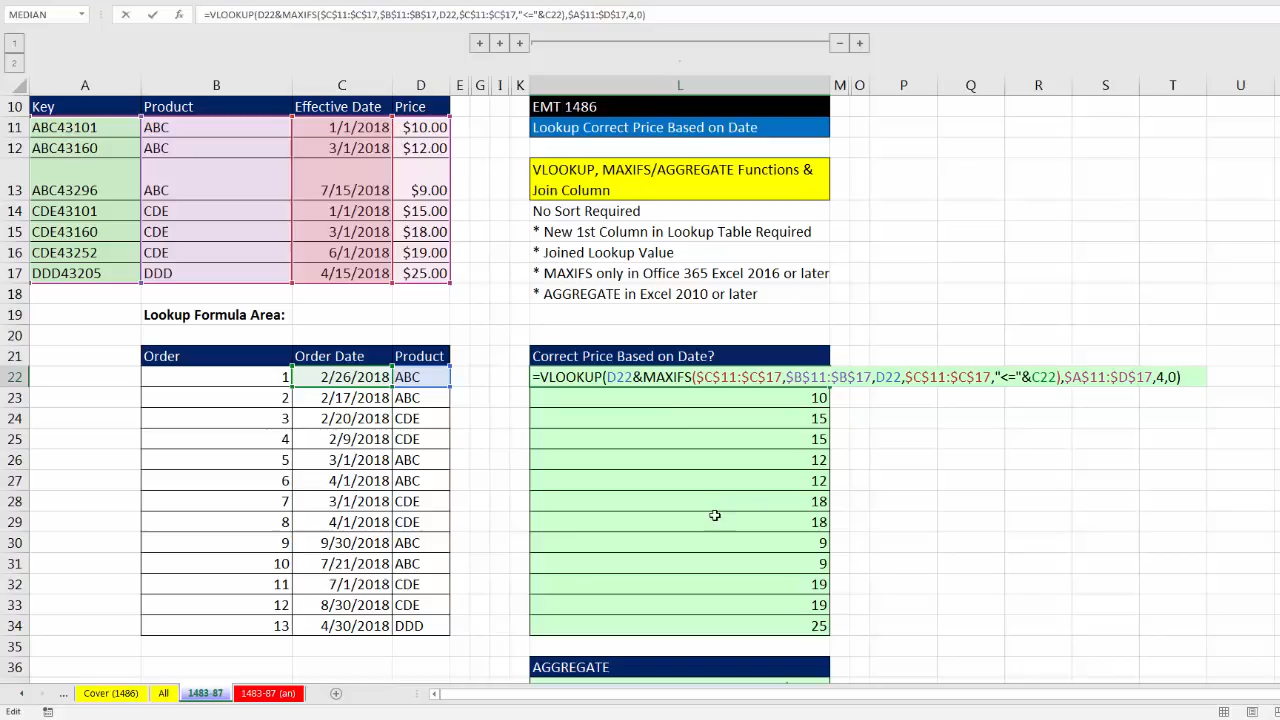 MEDIAN =VLOOKUP(D22&MAXIFS($C$11:$C$17,$B$11:$B$17,D22,$C$11:$C$17,"<="&C22),$A$11:$D$17,4,0)
1
2
A B C D E G I K L M O P Q R S T U
10 Key Product Effective Date Price EMT 1486
11 ABC43101 ABC 1/1/2018 $10.00 Lookup Correct Price Based on Date
12 ABC43160 ABC 3/1/2018 $12.00
VLOOKUP, MAXIFS/AGGREGATE Functions &
13 ABC43296 ABC 7/15/2018 $9.00 Join Column
14 CDE43101 CDE 1/1/2018 $15.00 No Sort Required
15 CDE43160 CDE 3/1/2018 $18.00 * New 1st Column in Lookup Table Required
16 CDE43252 CDE 6/1/2018 $19.00 * Joined Lookup Value
17 DDD43205 DDD 4/15/2018 $25.00 * MAXIFS only in Office 365 Excel 2016 or later
18 * AGGREGATE in Excel 2010 or later
19 Lookup Formula Area:
20
21 Order Order Date Product Correct Price Based on Date?
22 1 2/26/2018 ABC =VLOOKUP(D22&MAXIFS($C$11:$C$17,$B$11:$B$17,D22,$C$11:$C$17,"<="&C22),$A$11:$D$17,4,0)
23 2 2/17/2018 ABC 10
24 3 2/20/2018 CDE 15
25 4 2/9/2018 CDE 15
26 5 3/1/2018 ABC 12
27 6 4/1/2018 ABC 12
28 7 3/1/2018 CDE 18
29 8 4/1/2018 CDE 18
30 9 9/30/2018 ABC 9
31 10 7/21/2018 ABC 9
32 11 7/1/2018 CDE 19
33 12 8/30/2018 CDE 19
34 13 4/30/2018 DDD 25
35
36 AGGREGATE
... Cover (1486) All 1483-87 1483-87 (an)
Edit